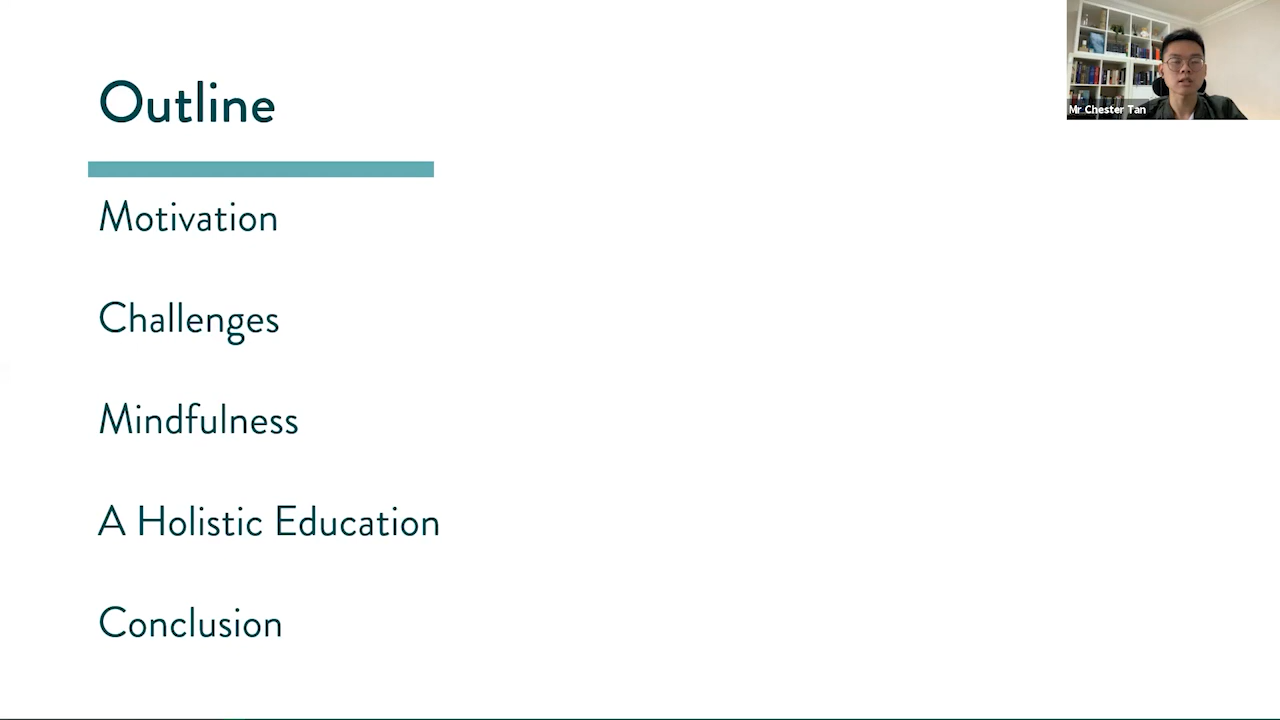 Outline
Motivation
Challenges
Mindfulness
A Holistic Education
Conclusion
Mr Chester Tan